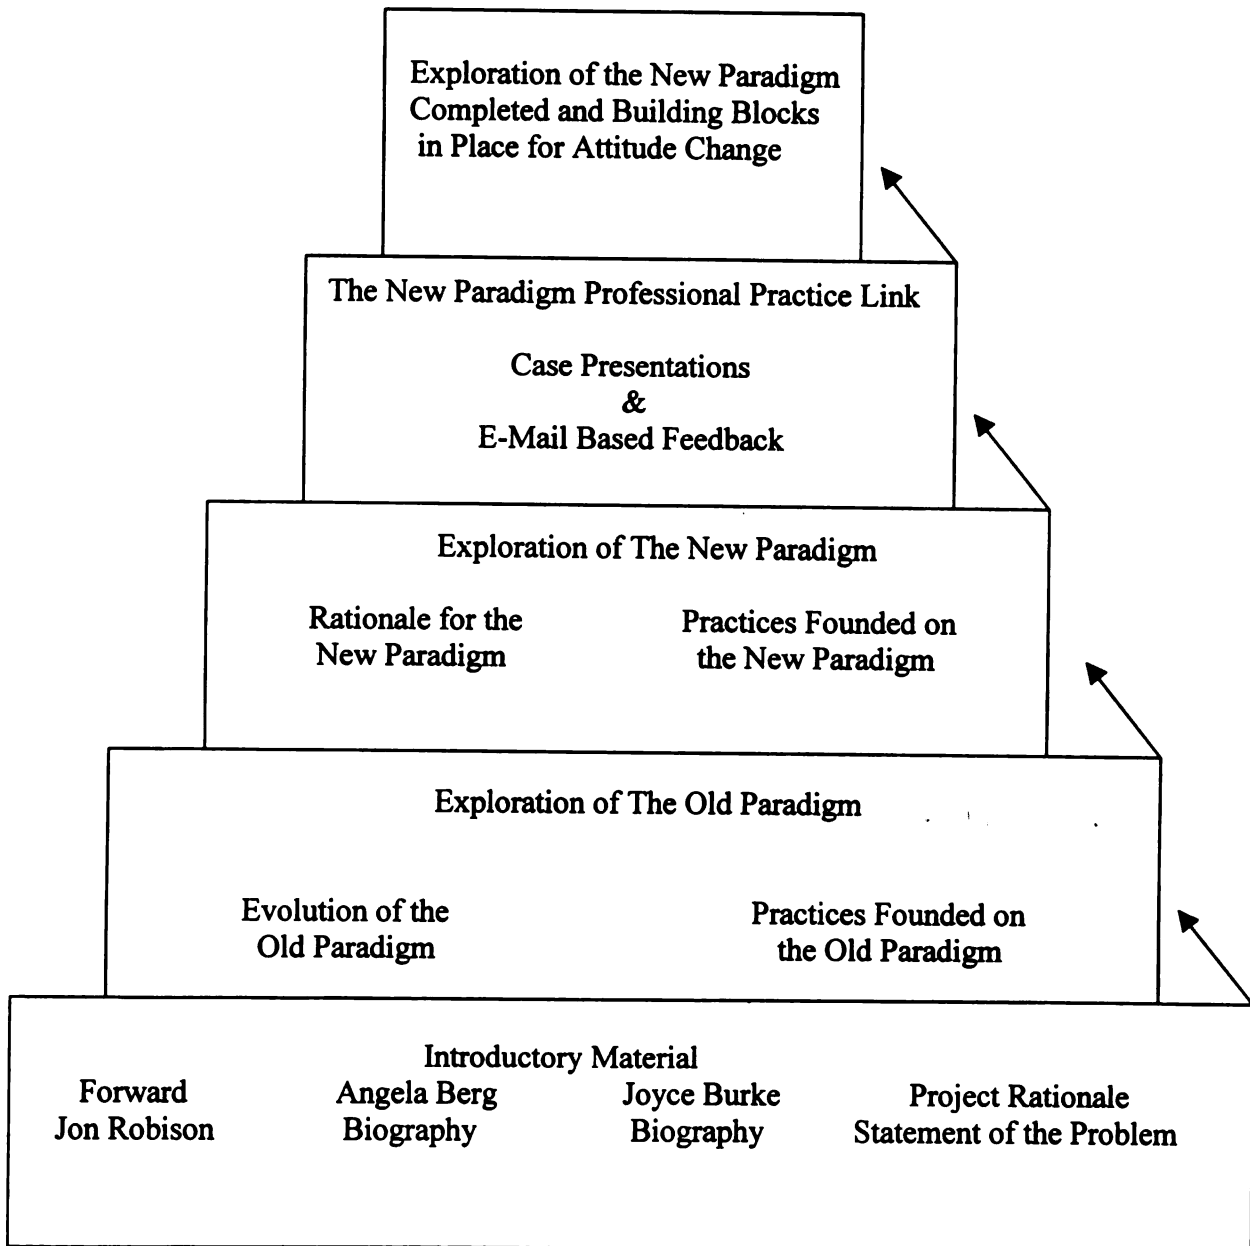 Exploration of the New Paradigm
Completed and Building Blocks
in Place for Attitude Change
The New Paradigm Professional Practice Link
Case Presentations
&
E-Mail Based Feedback
Exploration of The New Paradigm
Rationale for the
New Paradigm
Practices Founded on
the New Paradigm
Exploration of The Old Paradigm
Evolution of the
Old Paradigm
Practices Founded on
the Old Paradigm
Introductory Material
Forward
Jon Robison
Angela Berg
Biography
Joyce Burke
Biography
Project Rationale
Statement of the Problem